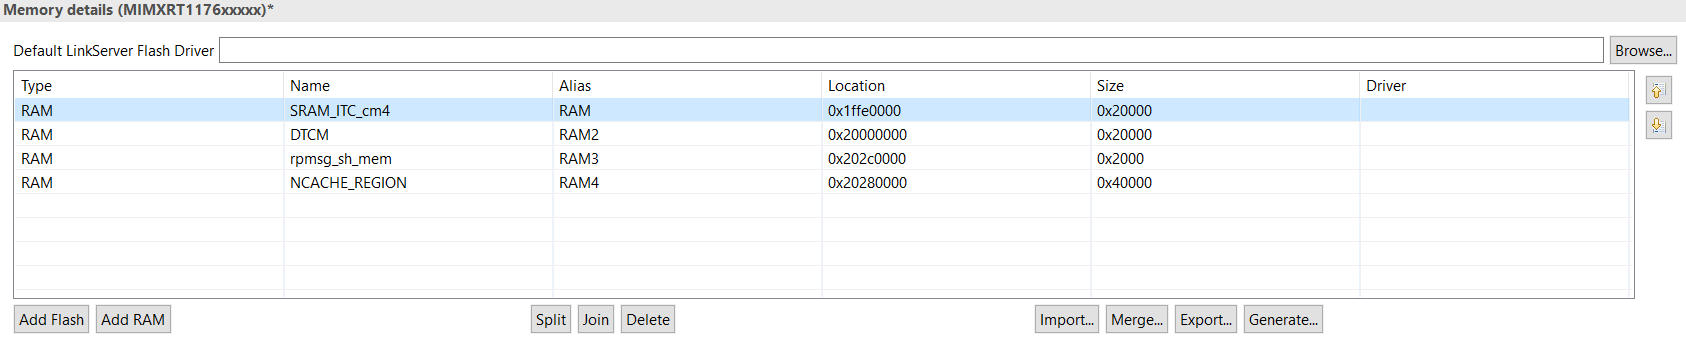 Memory details (MIMXRT1176xxxxx)*
Default LinkServer Flash Driver Browse...
Type Name Alias Location Size Driver
RAM SRAM_ITC_cm4 RAM 0x1ffe0000 0x20000
RAM DTCM RAM2 0x20000000 0x20000
RAM rpmsg_sh_mem RAM3 0x202c0000 0x2000
RAM NCACHE_REGION RAM4 0x20280000 0x40000
Add Flash Add RAM Split Join Delete Import... Merge... Export... Generate...